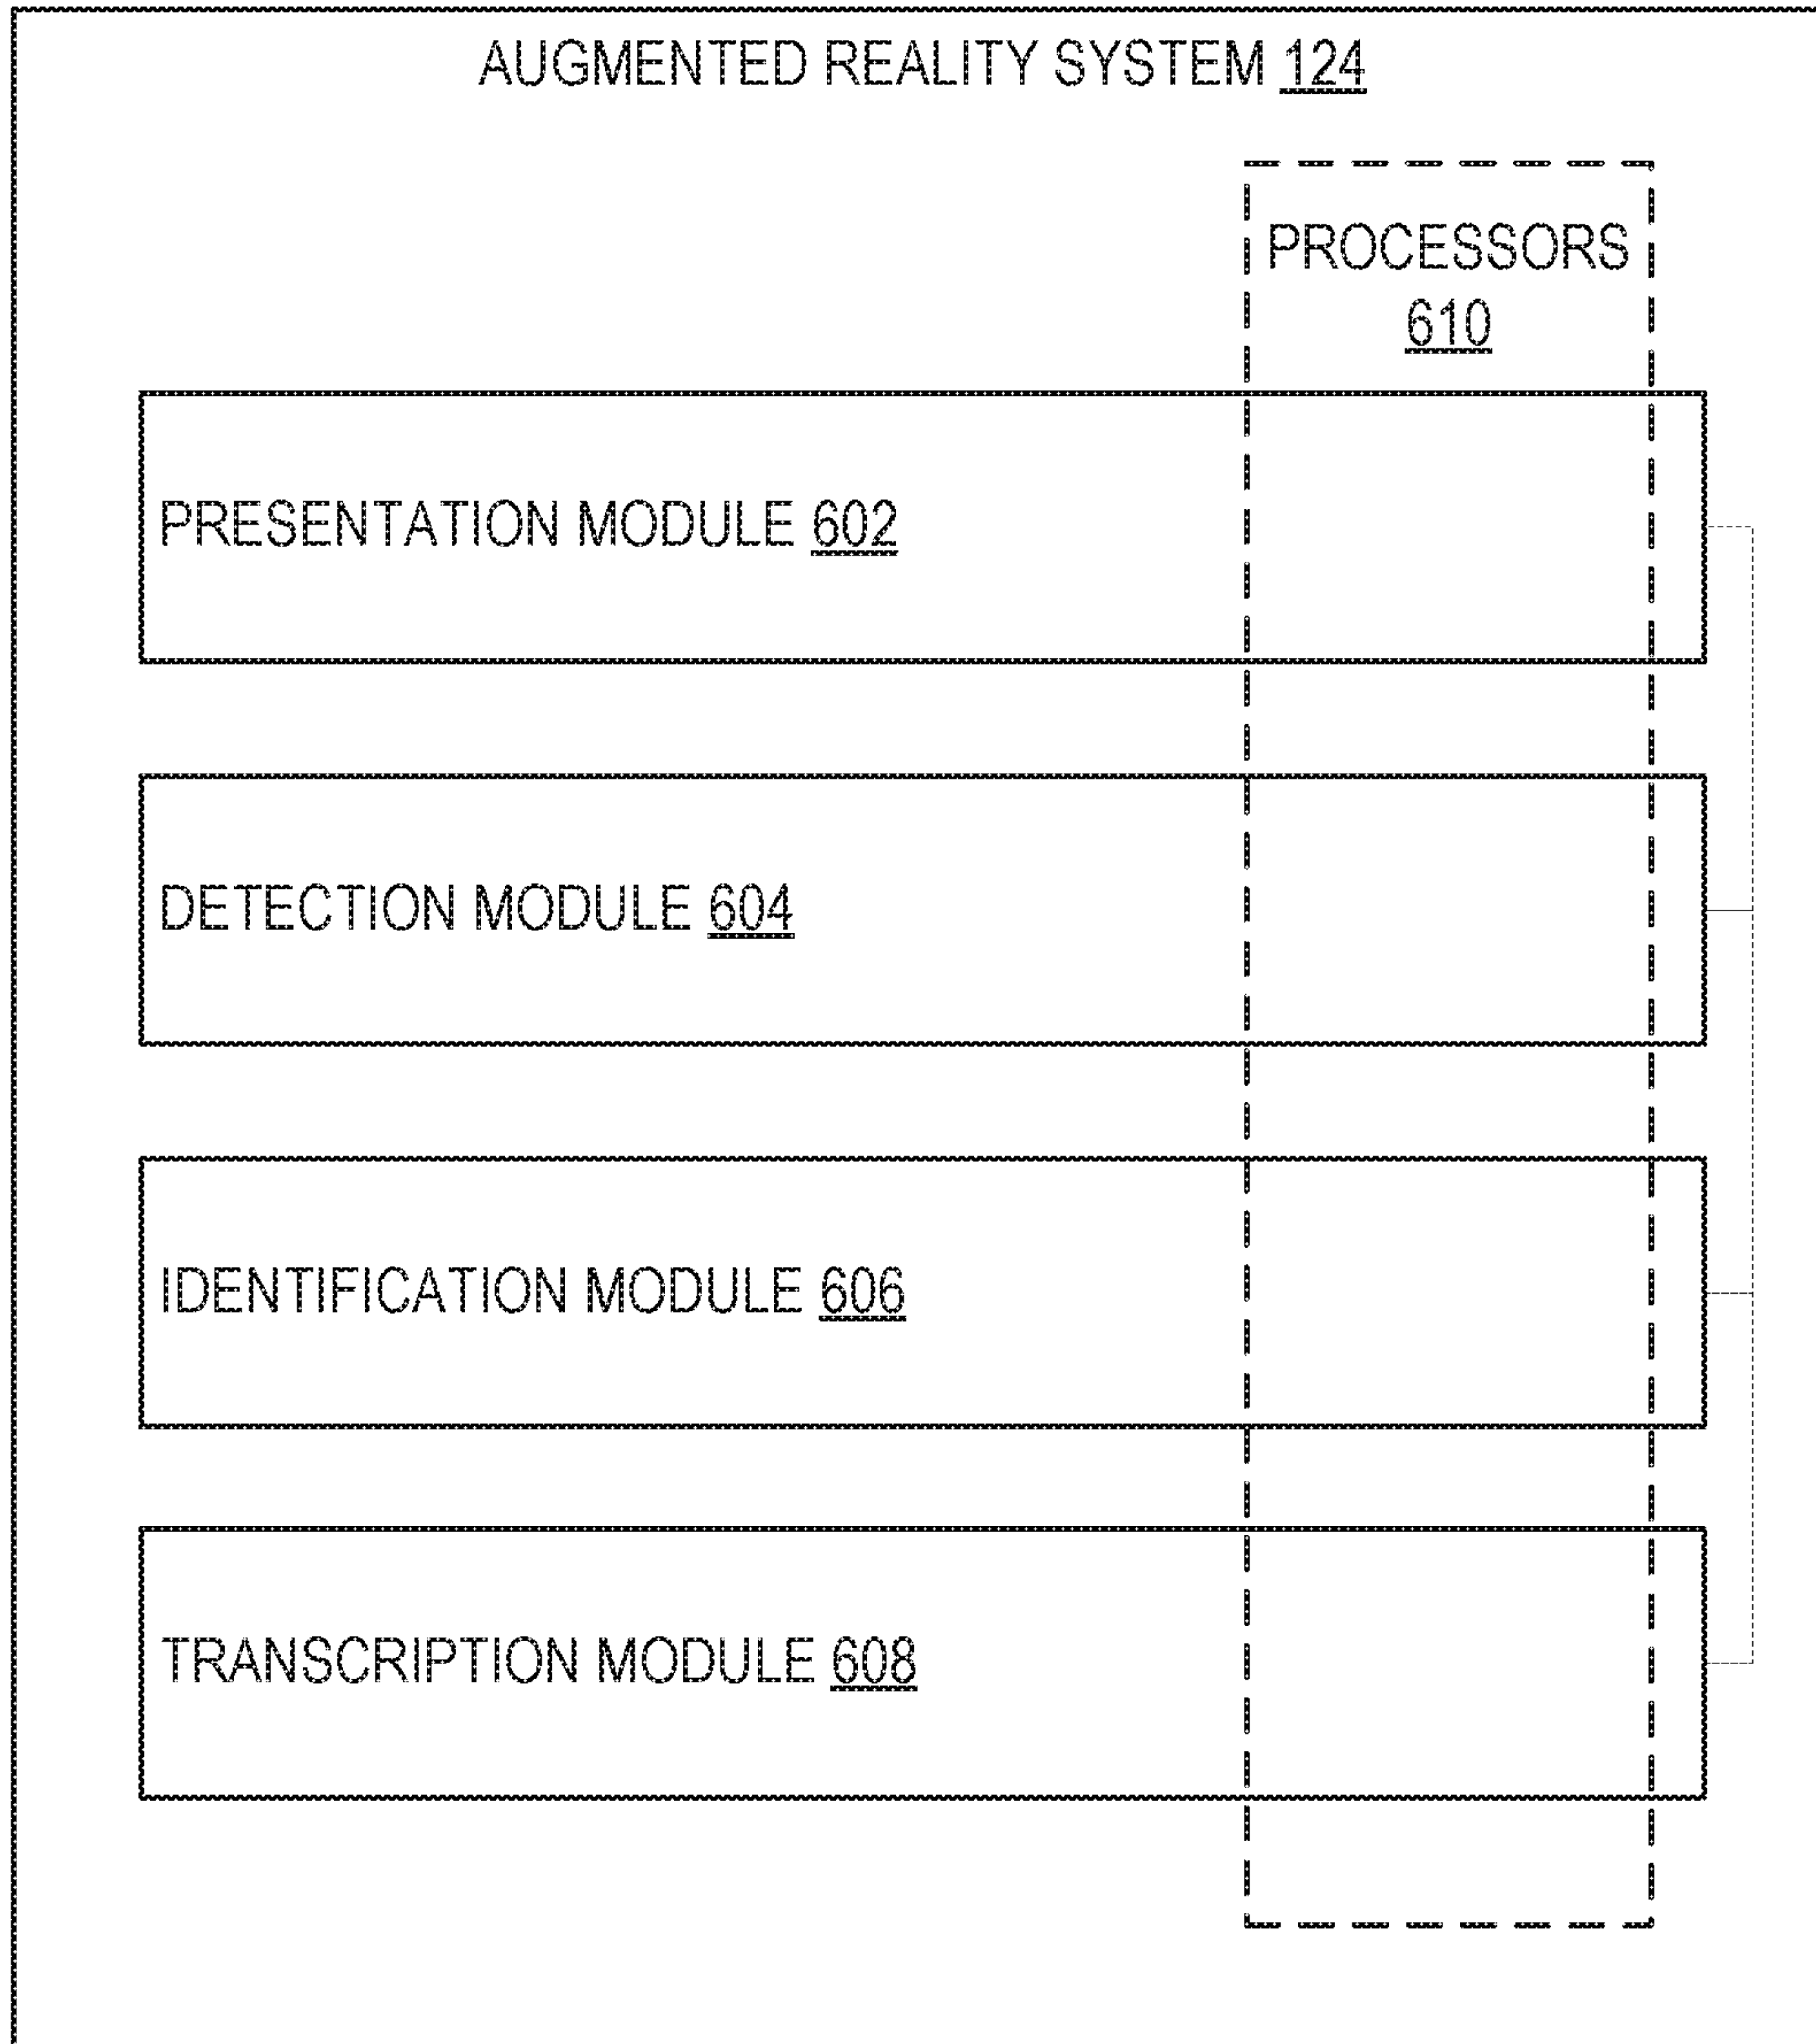 AUGMENTED REALITY SYSTEM 124
PROCESSORS
610
PRESENTATION MODULE 602
DETECTION MODULE 604
IDENTIFICATION MODULE 606
TRANSCRIPTION MODULE 608